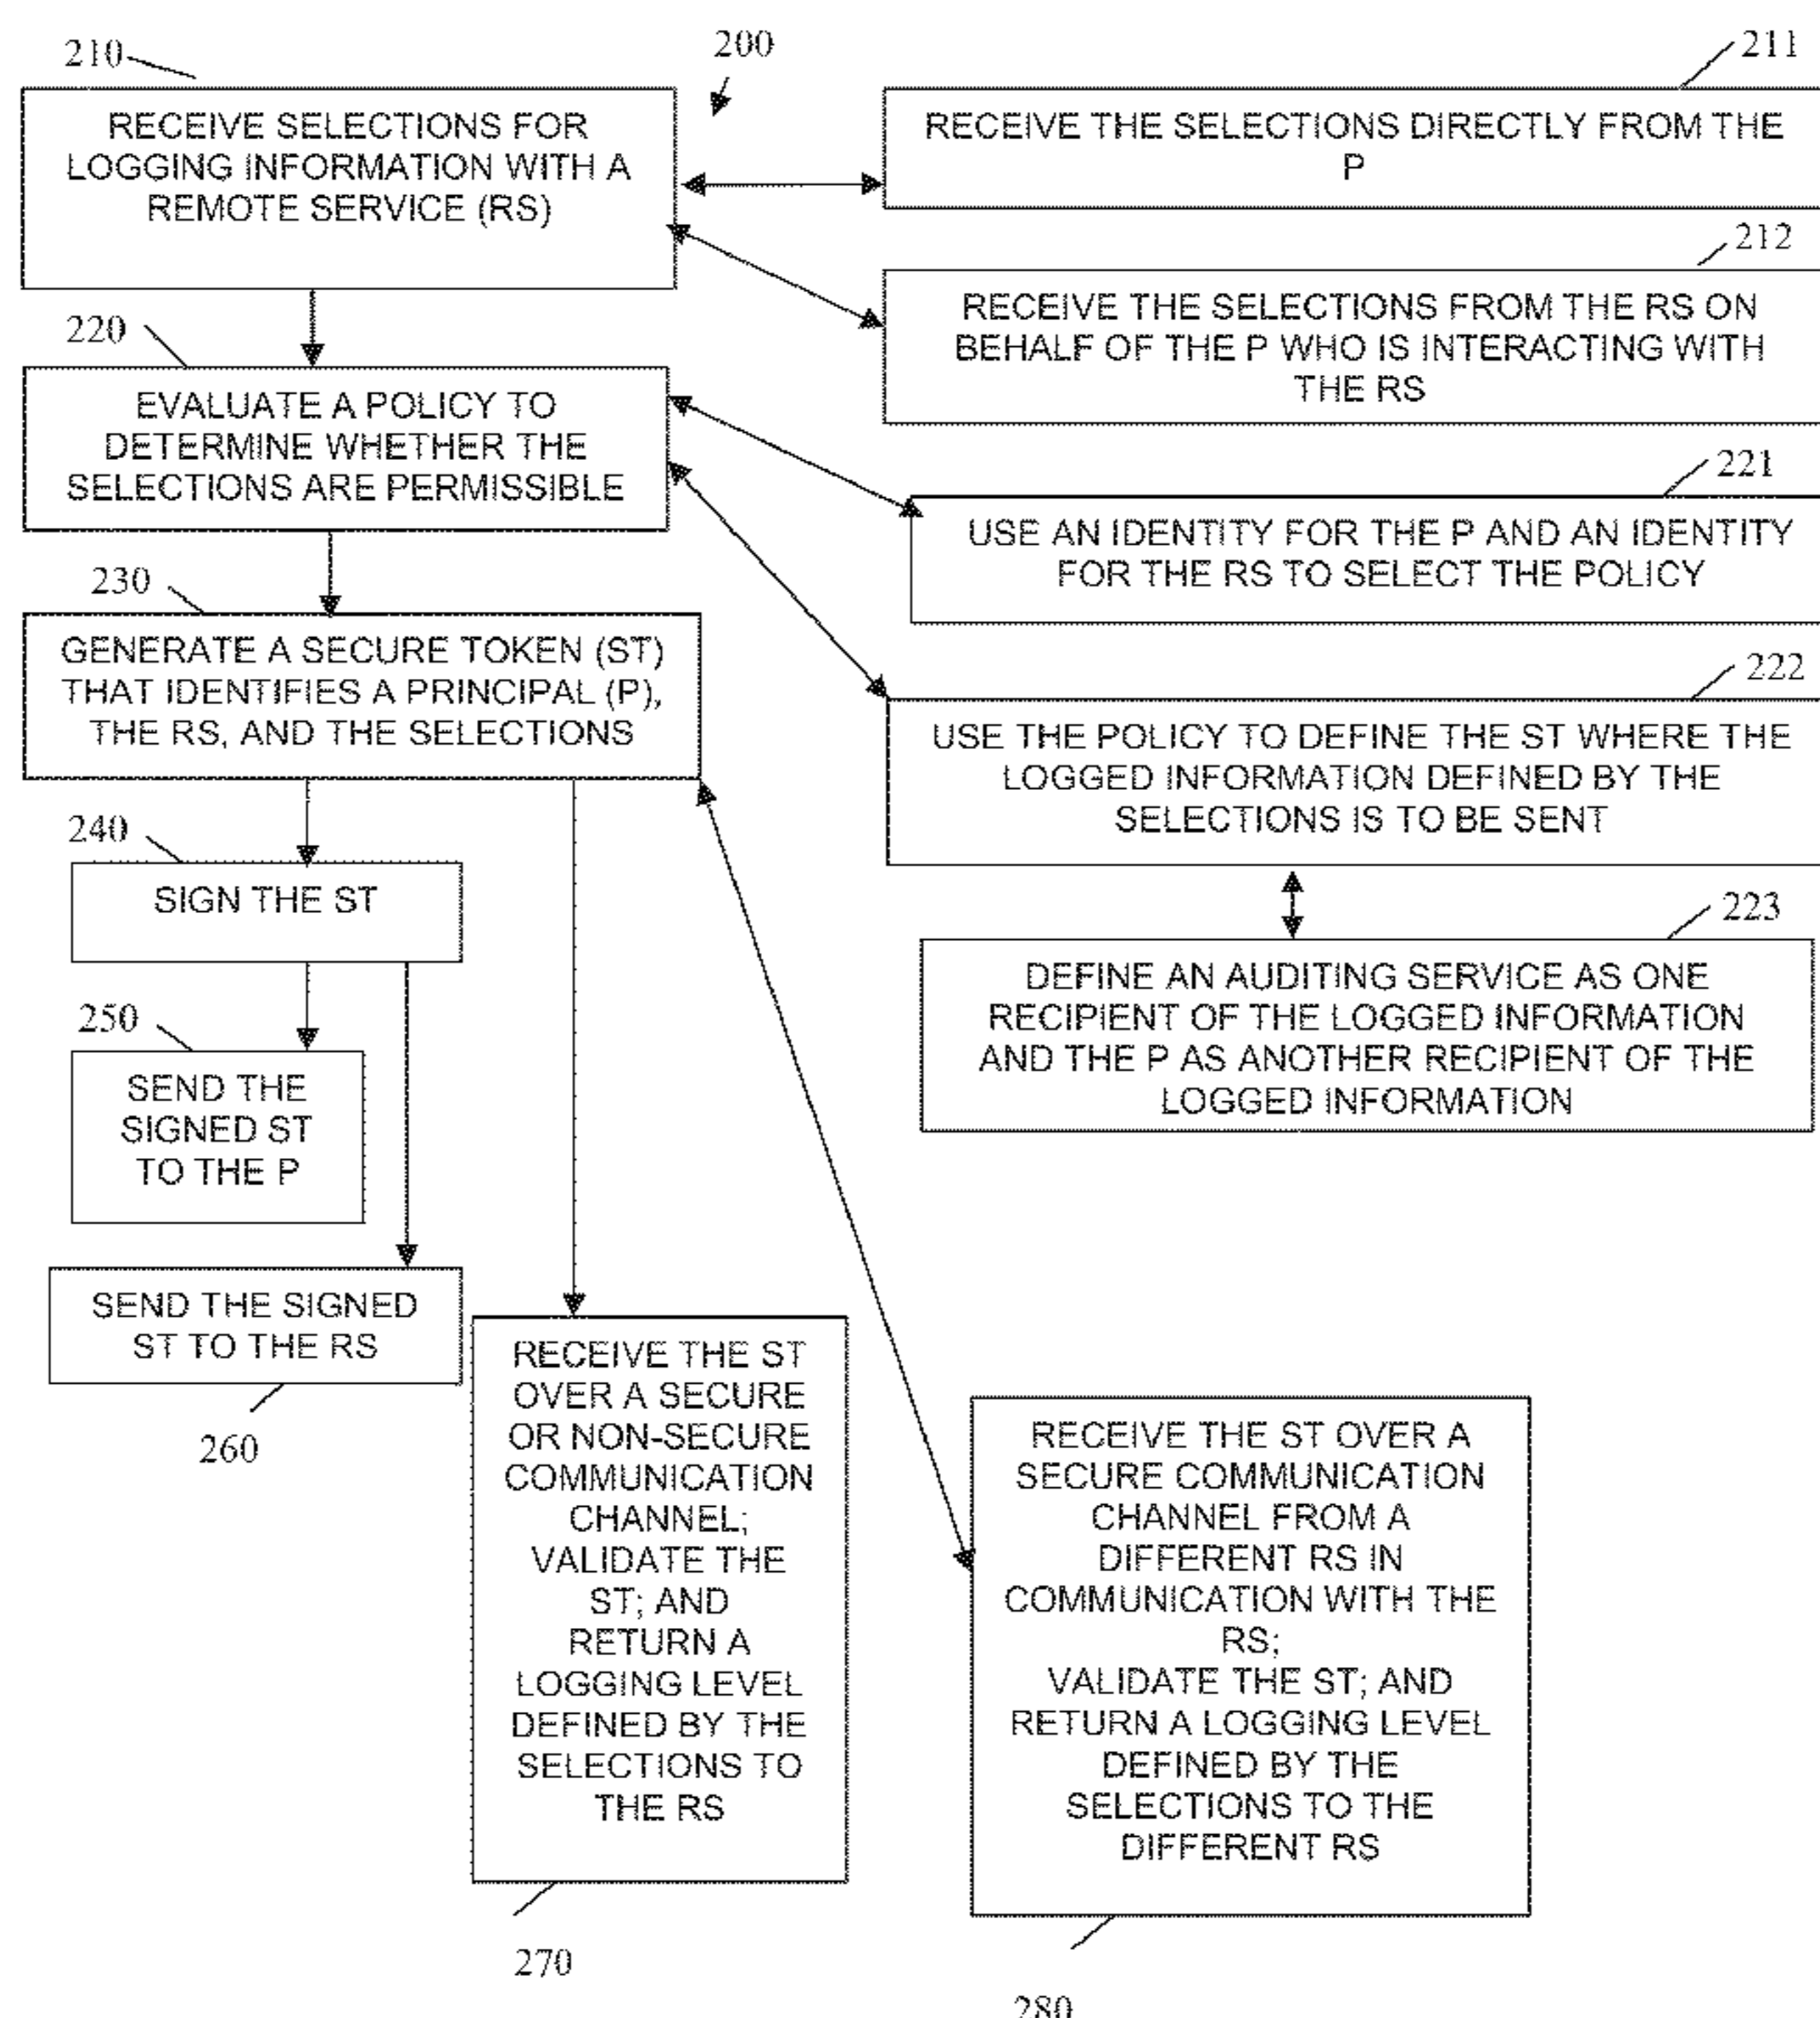 200
210
RECEIVE SELECTIONS FOR
LOGGING INFORMATION WITH A
REMOTE SERVICE (RS)
211
RECEIVE THE SELECTIONS DIRECTLY FROM THE
P
212
RECEIVE THE SELECTIONS FROM THE RS ON
BEHALF OF THE P WHO IS INTERACTING WITH
THE RS
220
EVALUATE A POLICY TO
DETERMINE WHETHER THE
SELECTIONS ARE PERMISSIBLE
221
USE AN IDENTITY FOR THE P AND AN IDENTITY
FOR THE RS TO SELECT THE POLICY
222
USE THE POLICY TO DEFINE THE ST WHERE THE
LOGGED INFORMATION DEFINED BY THE
SELECTIONS IS TO BE SENT
223
DEFINE AN AUDITING SERVICE AS ONE
RECIPIENT OF THE LOGGED INFORMATION
AND THE P AS ANOTHER RECIPIENT OF THE
LOGGED INFORMATION
230
GENERATE A SECURE TOKEN (ST)
THAT IDENTIFIES A PRINCIPAL (P),
THE RS, AND THE SELECTIONS
240
SIGN THE ST
250
SEND THE
SIGNED ST
TO THE P
SEND THE SIGNED
ST TO THE RS
260
RECEIVE THE ST
OVER A SECURE
OR NON-SECURE
COMMUNICATION
CHANNEL;
VALIDATE THE
ST; AND
RETURN A
LOGGING LEVEL
DEFINED BY THE
SELECTIONS TO
THE RS
270
RECEIVE THE ST OVER A
SECURE COMMUNICATION
CHANNEL FROM A
DIFFERENT RS IN
COMMUNICATION WITH THE
RS;
VALIDATE THE ST; AND
RETURN A LOGGING LEVEL
DEFINED BY THE
SELECTIONS TO THE
DIFFERENT RS
280